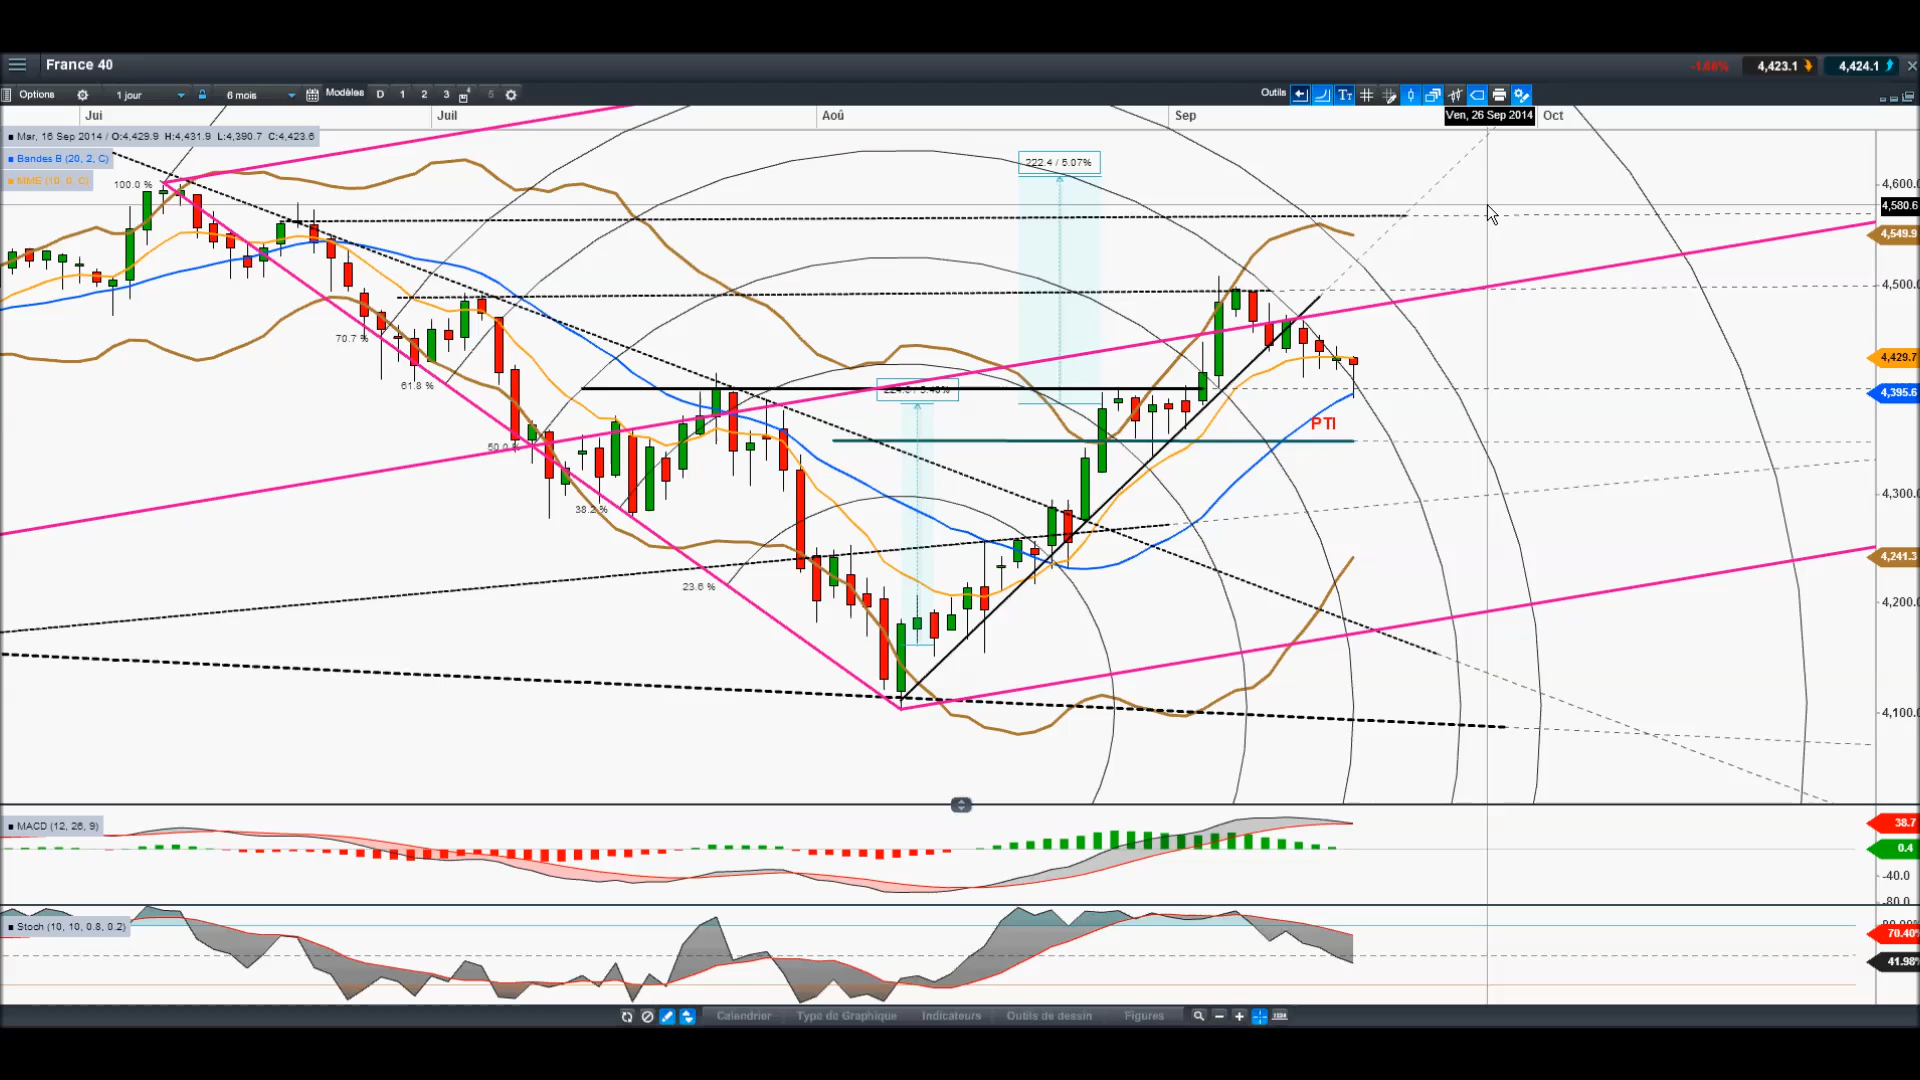 France 40
4,423.1
4,424.1
Options
1 jour
6 mois
Modèles
D
1
2
3
4
5
Outils
Jui
Juil
Aoû
Sep
Ven, 26 Sep 2014
Oct
Mar, 16 Sep 2014 / O:4,429.9 H:4,431.9 L:4,390.7 C:4,423.6
Bandes B (20, 2, C)
MME (10, 0, C)
100.0 %
70.7 %
61.8 %
50.0 %
38.2 %
23.6 %
222.4 / 5.07%
PTI
4,600.0
4,580.6
4,549.9
4,500.0
4,429.7
4,395.6
4,300.0
4,241.3
4,200.0
4,100.0
MACD (12, 26, 9)
38.7
0.4
-40.0
-80.0
Stoch (10, 10, 0.8, 0.2)
70.40%
41.98%
Calendrier
Type de Graphique
Indicateurs
Outils de dessin
Figures